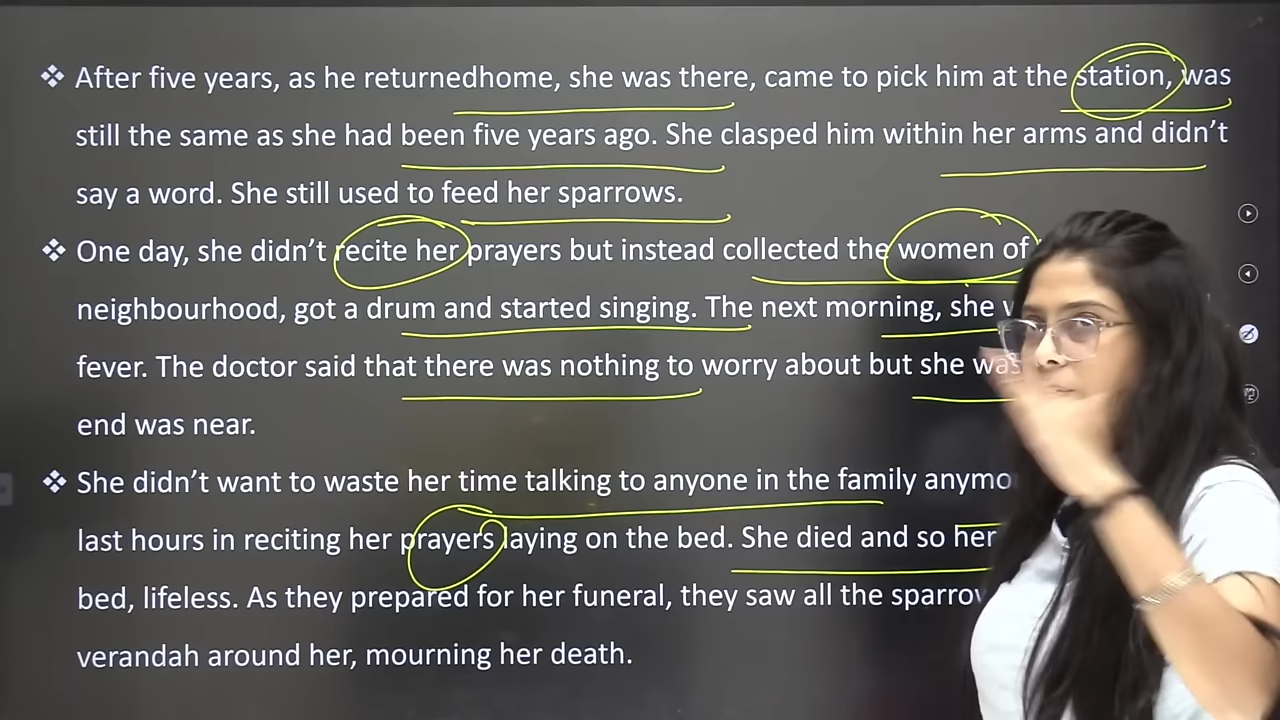 ❖ After five years, as he returnedhome, she was there, came to pick him at the station, was
still the same as she had been five years ago. She clasped him within her arms and didn't
say a word. She still used to feed her sparrows.
❖ One day, she didn't recite her prayers but instead collected the women of
neighbourhood, got a drum and started singing. The next morning, she
fever. The doctor said that there was nothing to worry about but she was
end was near.
❖ She didn't want to waste her time talking to anyone in the family
last hours in reciting her prayers laying on the bed. She died and so her
bed, lifeless. As they prepared for her funeral, they saw all the
verandah around her, mourning her death.